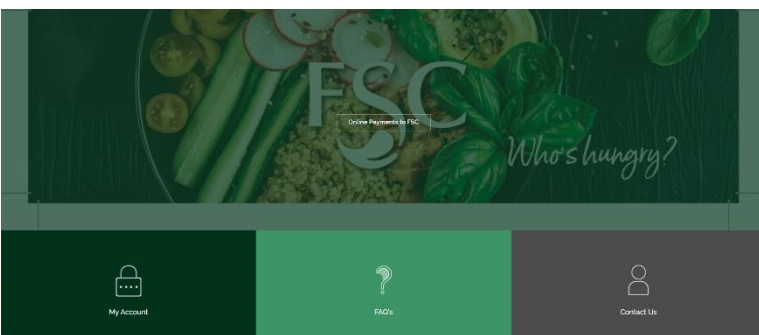 FSC
Online Payments to FSC
Who's hungry?
My Account
FAQ's
Contact Us